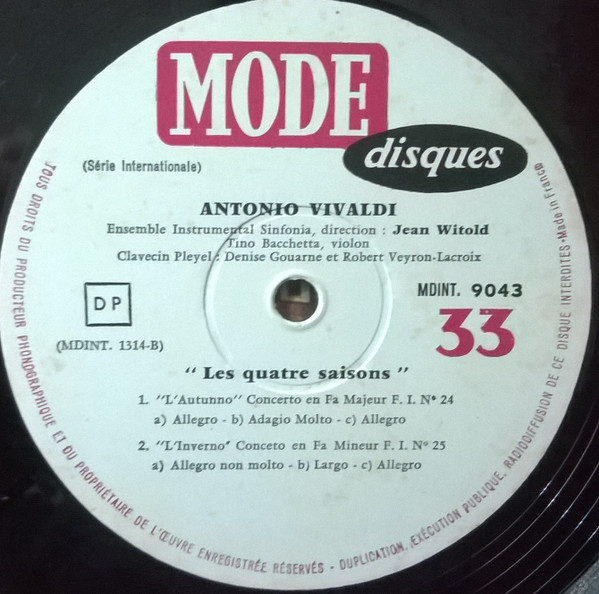 MODE
disques
(Série Internationale)
ANTONIO VIVALDI
Ensemble Instrumental Sinfonia, direction : Jean Witold
Tino Bacchetta, violon
Clavecin Pleyel : Denise Gouarne et Robert Veyron-Lacroix
DP
MDINT. 9043
33
(MDINT. 1314-B)
“ Les quatre saisons ”
1. “L'Autunno” Concerto en Fa Majeur F. I. N° 24
a) Allegro - b) Adagio Molto - c) Allegro
2. “L'Inverno' Conceto en Fa Mineur F. I. N° 25
a) Allegro non molto - b) Largo - c) Allegro
TOUS DROITS DU PRODUCTEUR PHONOGRAPHIQUE ET DU PROPRIÉTAIRE DE L'ŒUVRE ENREGISTRÉE RÉSERVÉS - DUPLICATION, EXÉCUTION PUBLIQUE, RADIODIFFUSION DE CE DISQUE INTERDITES - Made in France